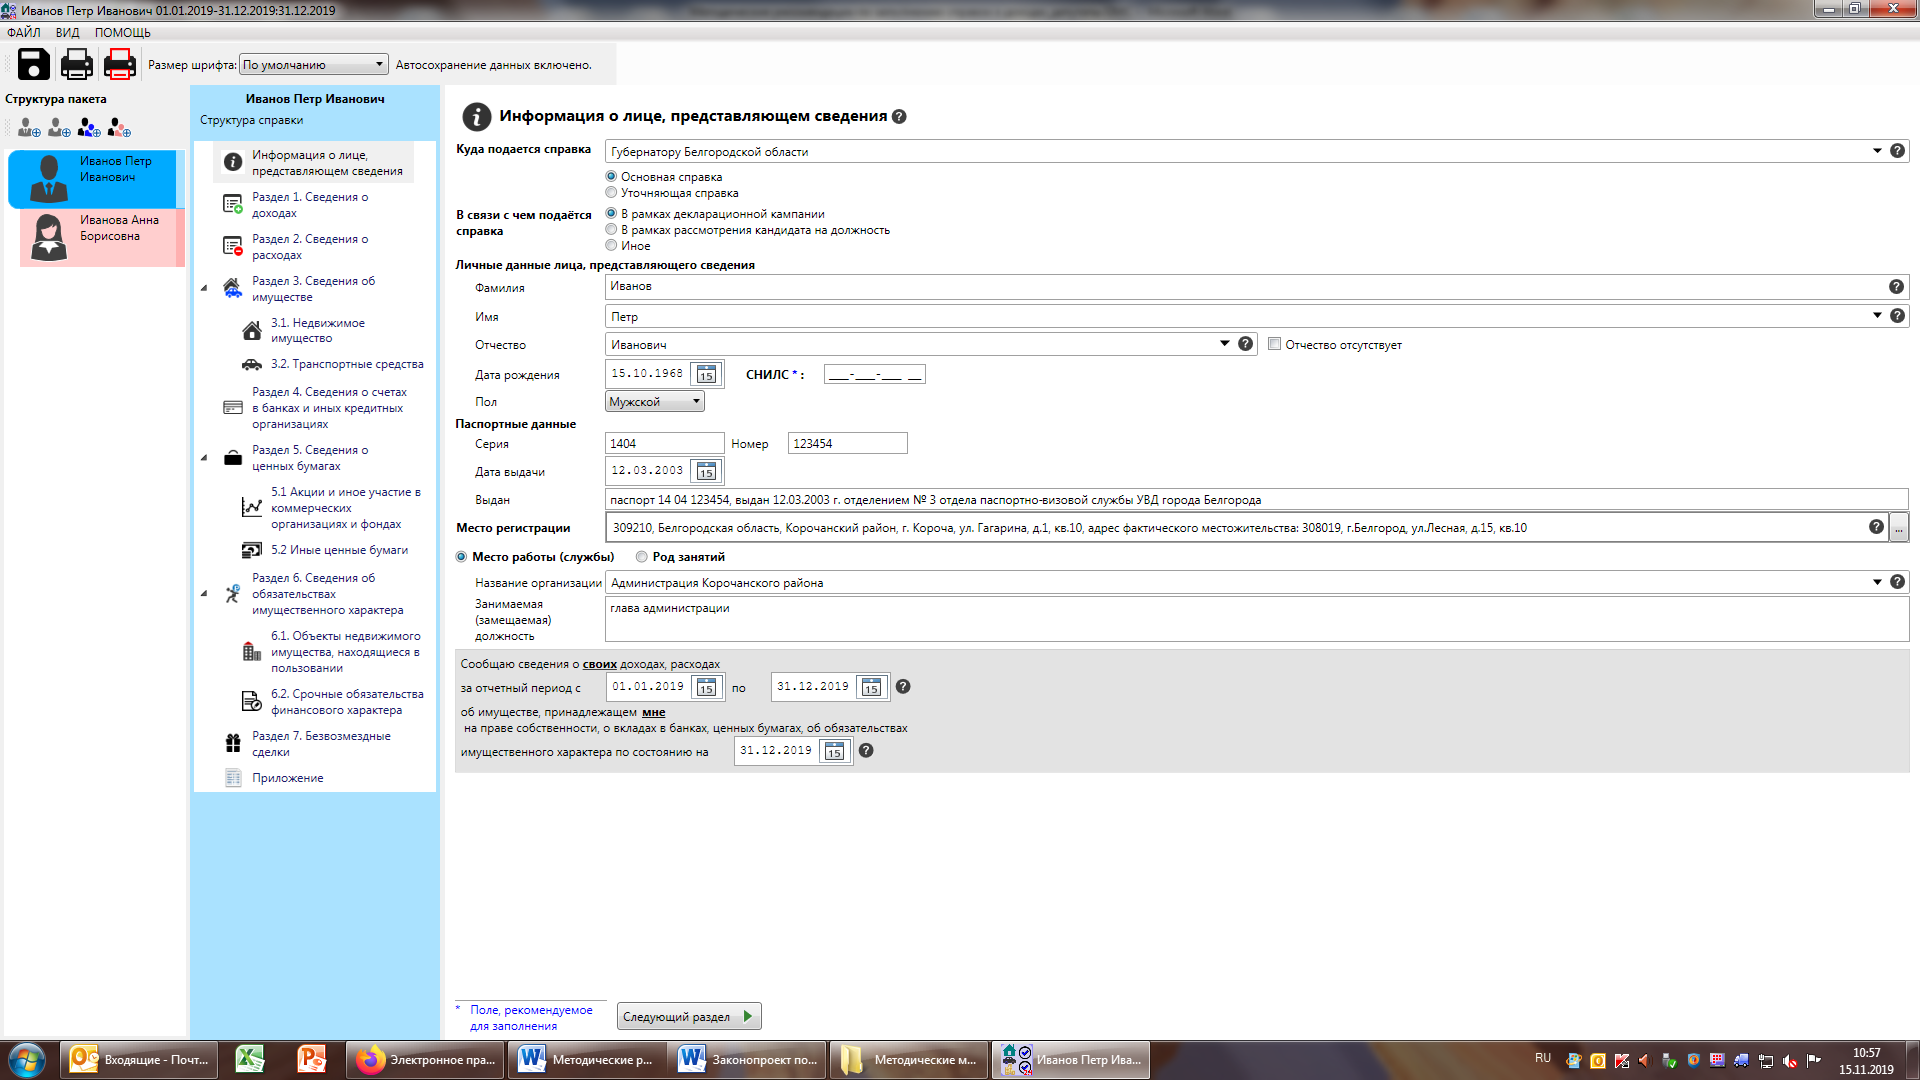 Иванов Петр Иванович 01.01.2019-31.12.2019:31.12.2019
ФАЙЛ ВИД ПОМОЩЬ
Размер шрифта: По умолчанию Автосохранение данных включено.
Структура пакета
Иванов Петр
Иванович
Иванова Анна
Борисовна
Иванов Петр Иванович
Структура справки
Информация о лице,
представляющем сведения
Раздел 1. Сведения о
доходах
Раздел 2. Сведения о
расходах
Раздел 3. Сведения об
имуществе
3.1. Недвижимое
имущество
3.2. Транспортные средства
Раздел 4. Сведения о счетах
в банках и иных кредитных
организациях
Раздел 5. Сведения о
ценных бумагах
5.1 Акции и иное участие в
коммерческих
организациях и фондах
5.2 Иные ценные бумаги
Раздел 6. Сведения об
обязательствах
имущественного характера
6.1. Объекты недвижимого
имущества, находящиеся в
пользовании
6.2. Срочные обязательства
финансового характера
Раздел 7. Безвозмездные
сделки
Приложение
Информация о лице, представляющем сведения ?
Куда подается справка Губернатору Белгородской области ?
Основная справка
Уточняющая справка
В связи с чем подаётся
справка
В рамках декларационной кампании
В рамках рассмотрения кандидата на должность
Иное
Личные данные лица, представляющего сведения
Фамилия Иванов ?
Имя Петр ?
Отчество Иванович ? Отчество отсутствует
Дата рождения 15.10.1968 15 СНИЛС * : ___-___-___ __
Пол Мужской
Паспортные данные
Серия 1404 Номер 123454
Дата выдачи 12.03.2003 15
Выдан паспорт 14 04 123454, выдан 12.03.2003 г. отделением № 3 отдела паспортно-визовой службы УВД города Белгорода
Место регистрации 309210, Белгородская область, Корочанский район, г. Короча, ул. Гагарина, д.1, кв.10, адрес фактического местожительства: 308019, г.Белгород, ул.Лесная, д.15, кв.10 ? ...
Место работы (службы) Род занятий
Название организации Администрация Корочанского района ?
Занимаемая
(замещаемая)
должность
глава администрации
Сообщаю сведения о своих доходах, расходах
за отчетный период с 01.01.2019 15 по 31.12.2019 15 ?
об имуществе, принадлежащем мне
на праве собственности, о вкладах в банках, ценных бумагах, об обязательствах
имущественного характера по состоянию на 31.12.2019 15 ?
* Поле, рекомендуемое
для заполнения
Следующий раздел
Входящие - Почт...
Электронное пра...
Методические р...
Законопроект по...
Методические м...
Иванов Петр Ива...
RU
10:57
15.11.2019